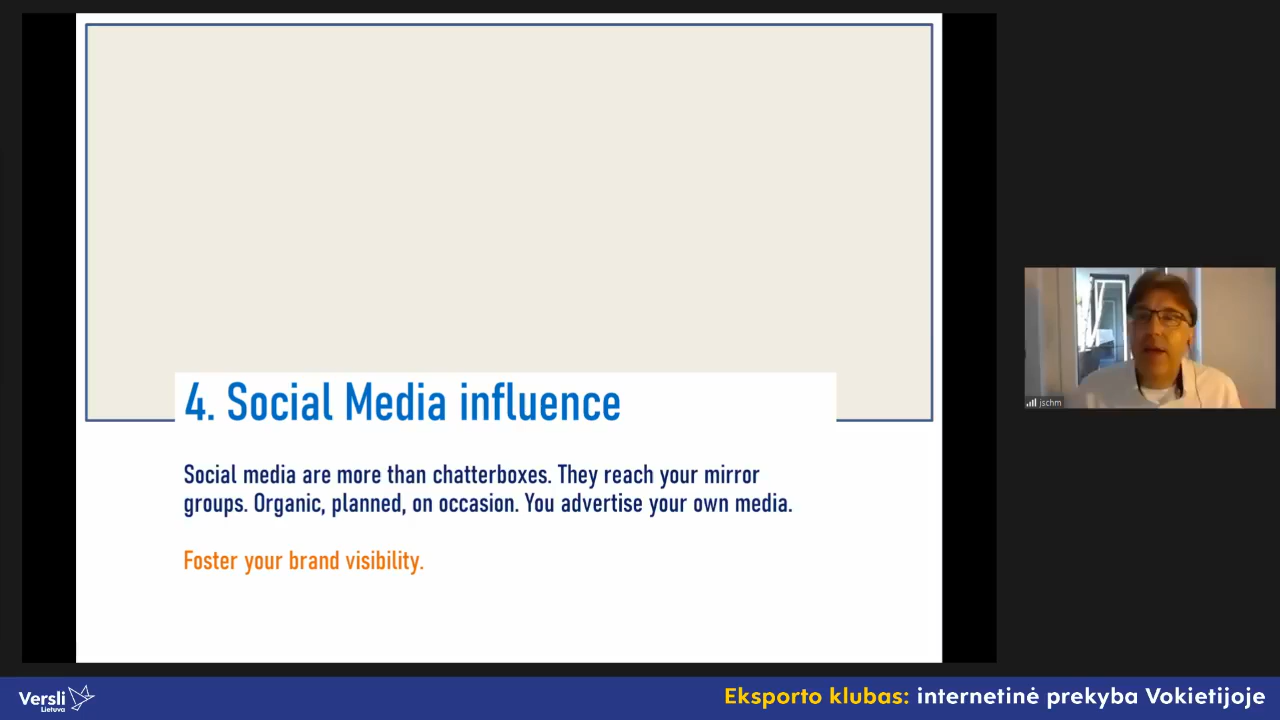 4. Social Media influence
Social media are more than chatterboxes. They reach your mirror
groups. Organic, planned, on occasion. You advertise your own media.
Foster your brand visibility.
jschm
Versli
Lietuva
Eksporto klubas: internetinė prekyba Vokietijoje